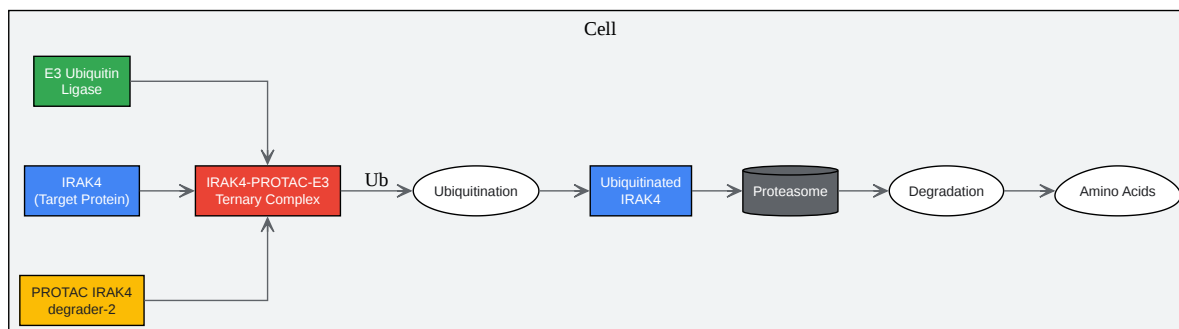 Cell
E3 Ubiquitin
Ligase
IRAK4
(Target Protein)
PROTAC IRAK4
degrader-2
IRAK4-PROTAC-E3
Ternary Complex
Ub
Ubiquitination
Ubiquitinated
IRAK4
Proteasome
Degradation
Amino Acids